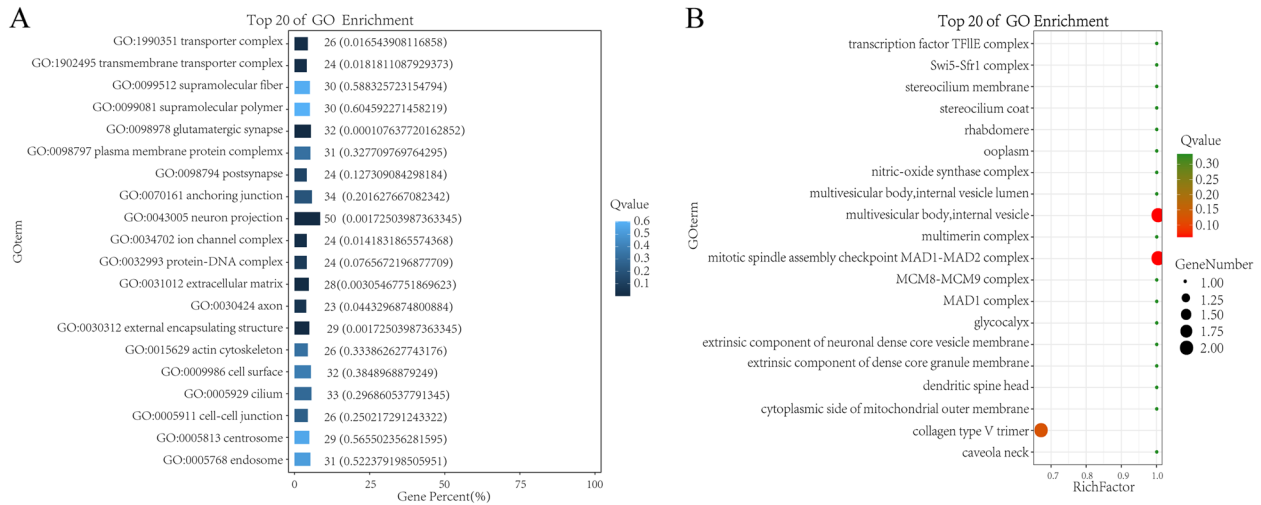 A
Top 20 of GO Enrichment
GOterm
GO:1990351 transporter complex 26 (0.016543908116858)
GO:1902495 transmembrane transporter complex 24 (0.0181811087929373)
GO:0099512 supramolecular fiber 30 (0.588325723154794)
GO:0099081 supramolecular polymer 30 (0.604592271458219)
GO:0098978 glutamatergic synapse 32 (0.000107637720162852)
GO:0098797 plasma membrane protein complemx 31 (0.327709769764295)
GO:0098794 postsynapse 24 (0.127309084298184)
GO:0070161 anchoring junction 34 (0.201627667082342)
GO:0043005 neuron projection 50 (0.00172503987363345)
GO:0034702 ion channel complex 24 (0.0141831865574368)
GO:0032993 protein-DNA complex 24 (0.0765672196877709)
GO:0031012 extracellular matrix 28(0.00305467751869623)
GO:0030424 axon 23 (0.0443296874800884)
GO:0030312 external encapsulating structure 29 (0.00172503987363345)
GO:0015629 actin cytoskeleton 26 (0.333862627743176)
GO:0009986 cell surface 32 (0.3848968879249)
GO:0005929 cilium 33 (0.296860537791345)
GO:0005911 cell-cell junction 26 (0.250217291243322)
GO:0005813 centrosome 29 (0.565502356281595)
GO:0005768 endosome 31 (0.522379198505951)
0 25 50 75 100
Gene Percent(%)
Qvalue
0.6
0.5
0.4
0.3
0.2
0.1
B
Top 20 of GO Enrichment
GOterm
transcription factor TFllE complex
Swi5-Sfr1 complex
stereocilium membrane
stereocilium coat
rhabdomere
ooplasm
nitric-oxide synthase complex
multivesicular body,internal vesicle lumen
multivesicular body,internal vesicle
multimerin complex
mitotic spindle assembly checkpoint MAD1-MAD2 complex
MCM8-MCM9 complex
MAD1 complex
glycocalyx
extrinsic component of neuronal dense core vesicle membrane
extrinsic component of dense core granule membrane
dendritic spine head
cytoplasmic side of mitochondrial outer membrane
collagen type V trimer
caveola neck
0.7 0.8 0.9 1.0
RichFactor
Qvalue
0.30
0.25
0.20
0.15
0.10
GeneNumber
1.00
1.25
1.50
1.75
2.00